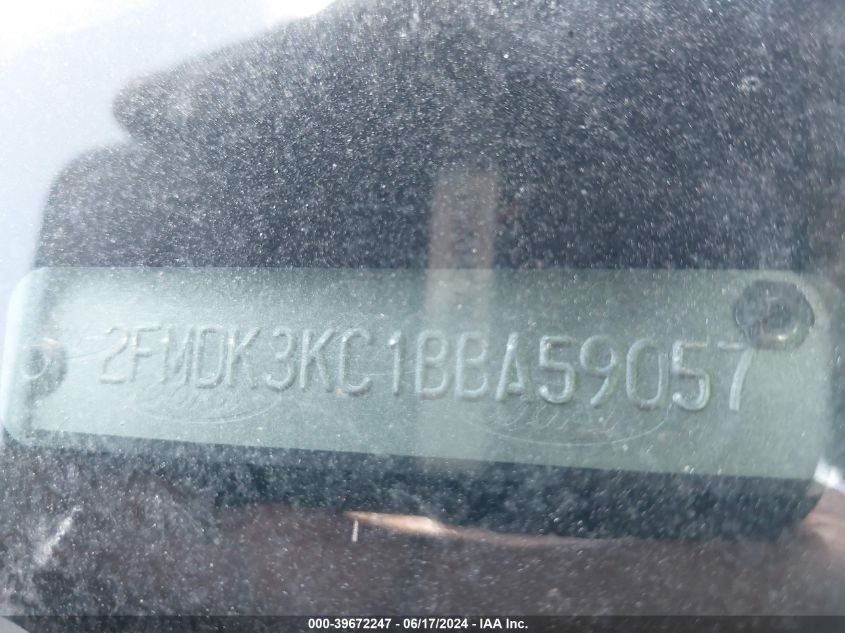 2FMDK3KC1BBA59057
000-39672247 - 06/17/2024 - IAA Inc.